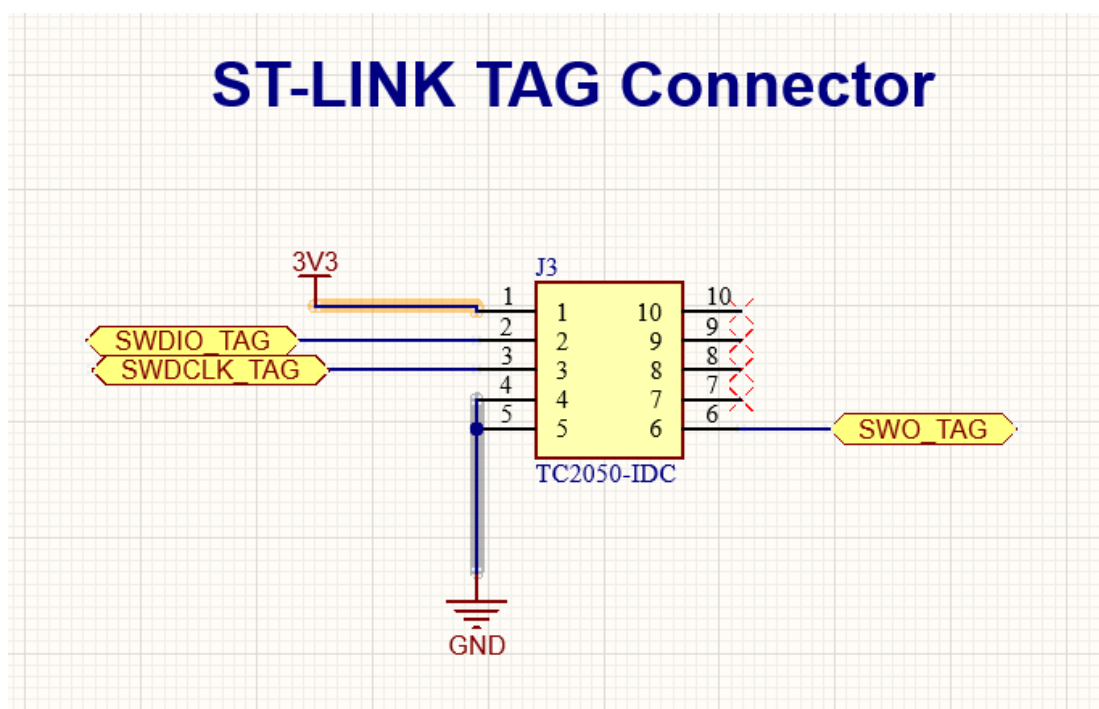 ST-LINK TAG Connector
3V3
J3
1 1 10 10
SWDIO_TAG 2 2 9 9
SWDCLK_TAG 3 3 8 8
4 4 7 7
5 5 6 6 SWO_TAG
TC2050-IDC
GND